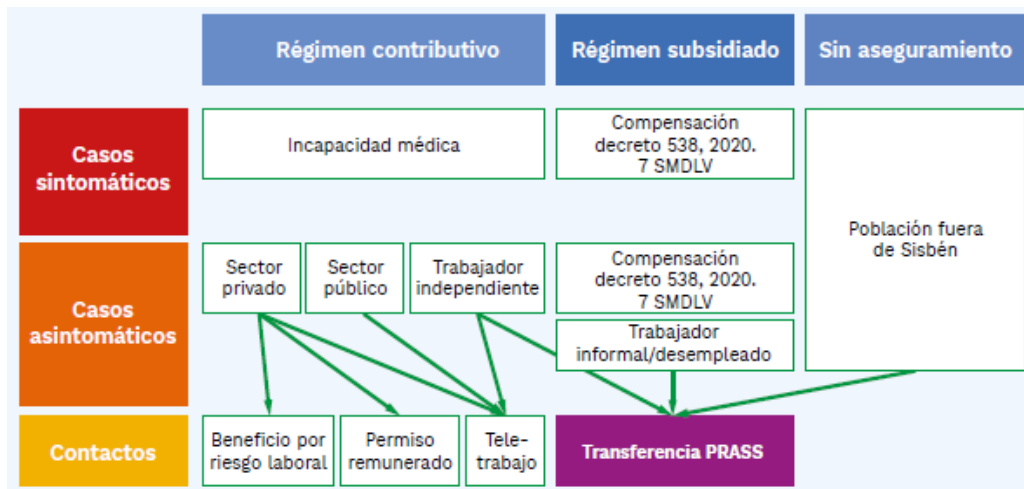 Régimen contributivo
Régimen subsidiado
Sin aseguramiento
Casos
sintomáticos
Incapacidad médica
Compensación
decreto 538, 2020.
7 SMDLV
Población fuera
de Sisbén
Casos
asintomáticos
Sector
privado
Sector
público
Trabajador
independiente
Compensación
decreto 538, 2020.
7 SMDLV
Trabajador
informal/desempleado
Contactos
Beneficio por
riesgo laboral
Permiso
remunerado
Tele-
trabajo
Transferencia PRASS